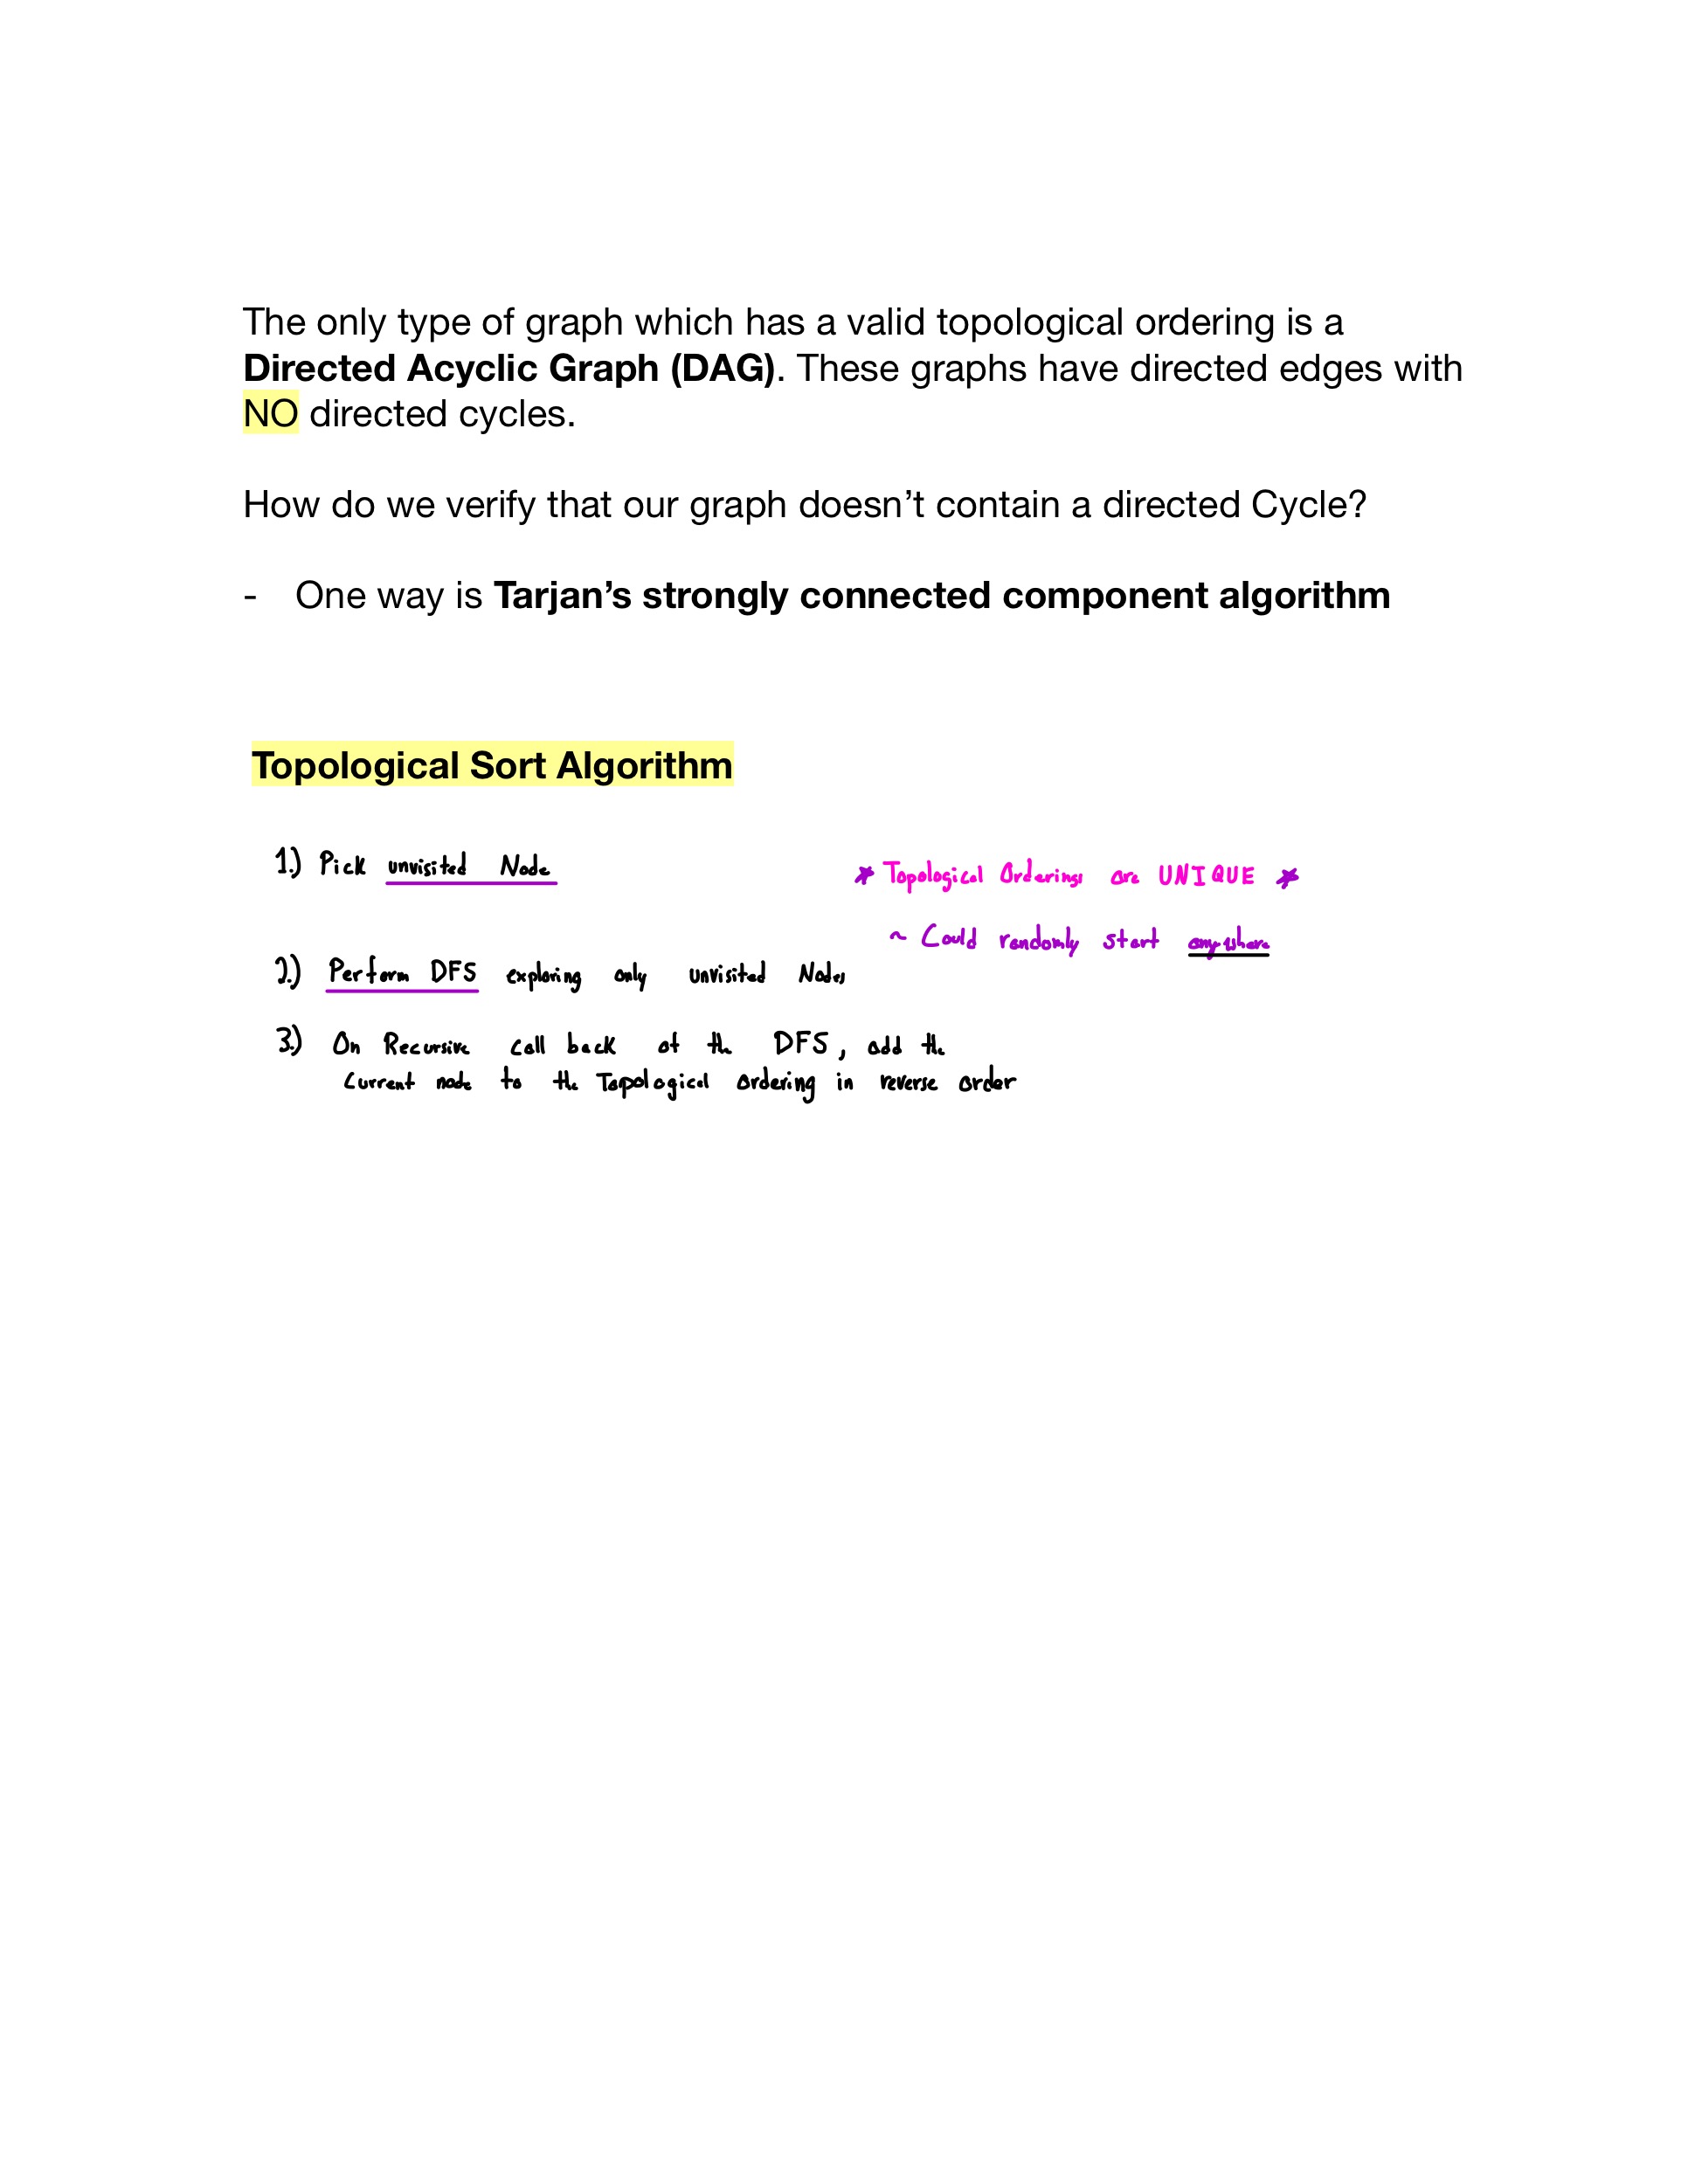 The only type of graph which has a valid topological ordering is a
Directed Acyclic Graph (DAG). These graphs have directed edges with
NO directed cycles.
How do we verify that our graph doesn’t contain a directed Cycle?
- One way is Tarjan’s strongly connected component algorithm
Topological Sort Algorithm
1.) Pick unvisited Node
* Topological Orderings are UNIQUE *
~ Could randomly start anywhere
2.) Perform DFS exploring only unvisited Nodes
3.) On Recursive call back of the DFS, add the
current node to the Topological ordering in reverse order